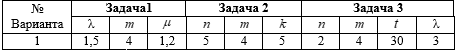 № Варианта Задача1 Задача 2 Задача 3
λ m μ n m k n m t λ
1 1,5 4 1,2 5 4 5 2 4 30 3